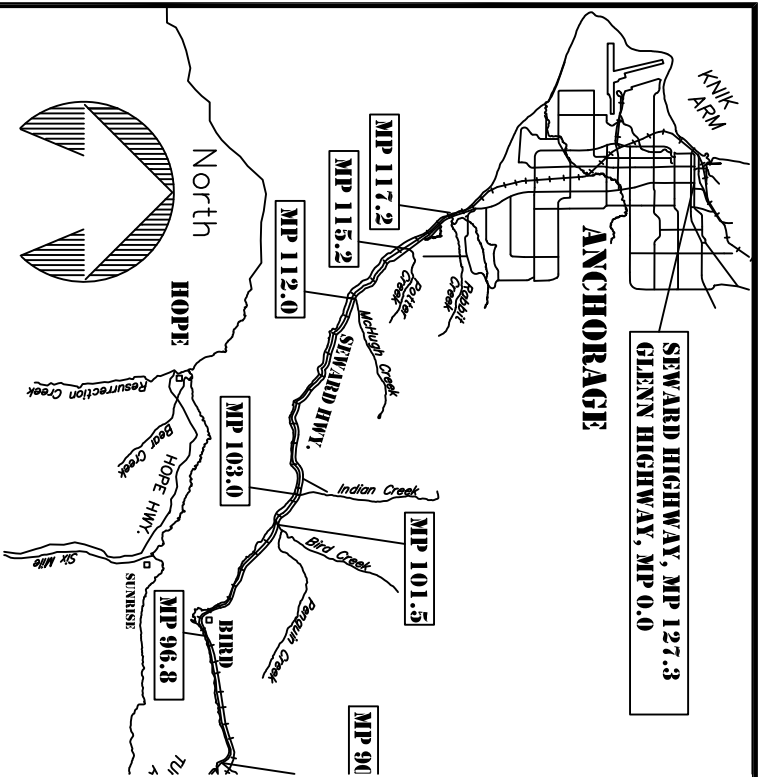 KNIK
ARM
ANCHORAGE
SEWARD HIGHWAY, MP 127.3
GLENN HIGHWAY, MP 0.0
MP 117.2
MP 115.2
MP 112.0
Rabbit
Creek
Potter
Creek
McHugh Creek
SEWARD HWY.
North
HOPE
Resurrection Creek
Bear Creek
HOPE HWY.
Six Mile
SUNRISE
MP 103.0
Indian Creek
MP 101.5
Bird Creek
Penguin Creek
BIRD
MP 96.8
MP 90
TU